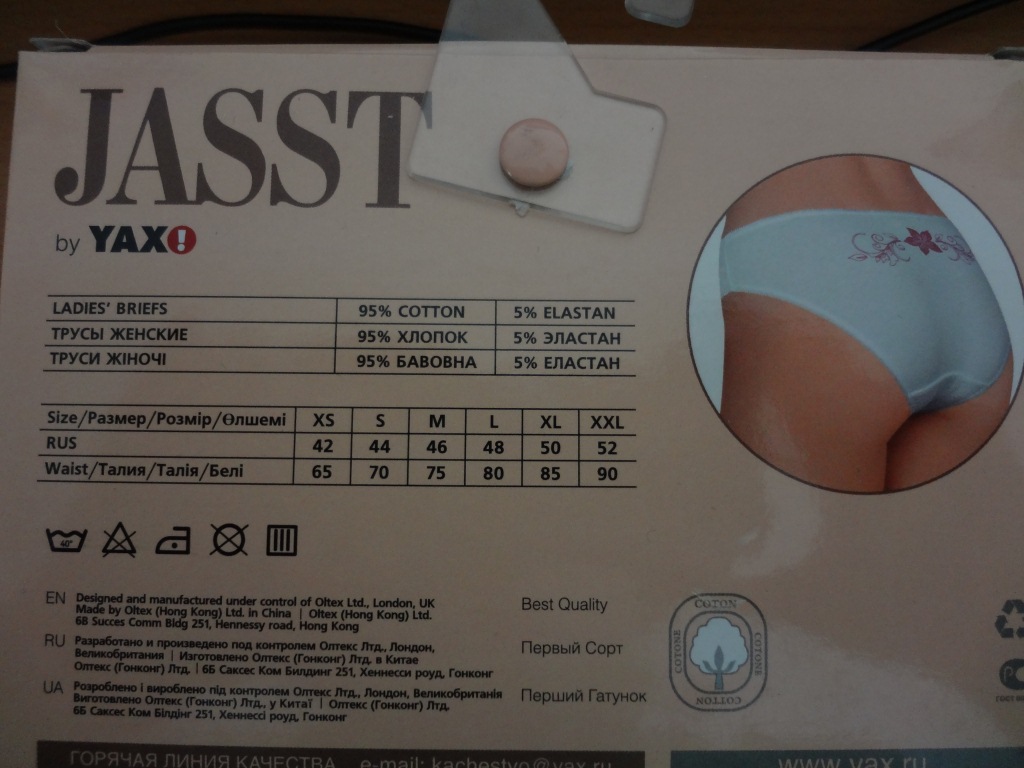 JASST
by YAX!
LADIES' BRIEFS 95% COTTON 5% ELASTAN
ТРУСЫ ЖЕНСКИЕ 95% ХЛОПОК 5% ЭЛАСТАН
ТРУСИ ЖІНОЧІ 95% БАВОВНА 5% ЕЛАСТАН
Size/Размер/Розмір/Өлшемі XS S M L XL XXL
RUS 42 44 46 48 50 52
Waist/Талия/Талія/Белі 65 70 75 80 85 90
40°
EN Designed and manufactured under control of Oltex Ltd., London, UK
Made by Oltex (Hong Kong) Ltd. in China | Oltex (Hong Kong) Ltd.
6B Succes Comm Bldg 251, Hennessy road, Hong Kong
Best Quality
RU Разработано и произведено под контролем Олтекс Лтд., Лондон,
Великобритания | Изготовлено Олтекс (Гонконг) Лтд. в Китае
Олтекс (Гонконг) Лтд. | 6Б Саксес Ком Билдинг 251, Хеннесси роуд, Гонконг
Первый Сорт
UA Розроблено і вироблено під контролем Олтекс Лтд., Лондон, Великобританія
Виготовлено Олтекс (Гонконг) Лтд., у Китаї | Олтекс (Гонконг) Лтд,
6Б Саксес Ком Білдінг 251, Хеннессі роуд, Гонконг
Перший Гатунок
COTON
COTONE
COTONE
COTTON
ГОРЯЧАЯ ЛИНИЯ КАЧЕСТВА e-mail: kachestvo@yax.ru
www.yax.ru